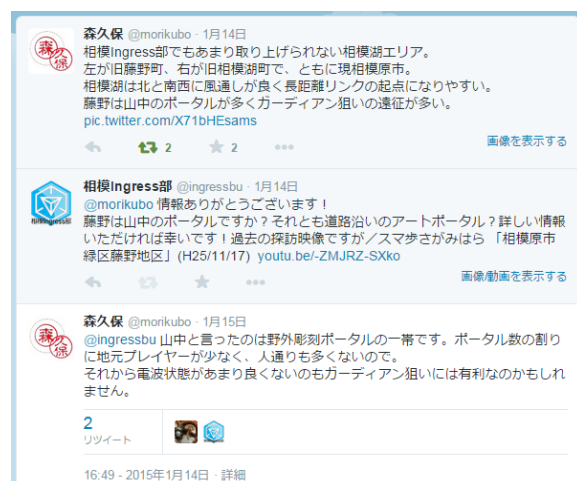 森久保 @morikubo · 1月14日
相模Ingress部でもあまり取り上げられない相模湖エリア。
左が旧藤野町、右が旧相模湖町で、ともに現相模原市。
相模湖は北と南西に風通しが良く長距離リンクの起点になりやすい。
藤野は山中のポータルが多くガーディアン狙いの遠征が多い。
pic.twitter.com/X71bHEsams
2 2
画像を表示する
相模Ingress部 @ingressbu · 1月14日
@morikubo 情報ありがとうございます！
藤野は山中のポータルですか？それとも道路沿いのアートポータル？詳しい情報
いただければ幸いです！過去の探訪映像ですが／スマ歩さがみはら 「相模原市
緑区藤野地区」(H25/11/17) youtu.be/-ZMJRZ-SXko
画像/動画を表示する
森久保 @morikubo · 1月15日
@ingressbu 山中と言ったのは野外彫刻ポータルの一帯です。ポータル数の割り
に地元プレイヤーが少なく、人通りも多くないので。
それから電波状態があまり良くないのもガーディアン狙いには有利なのかもしれ
ません。
2
リツイート
16:49 - 2015年1月14日 · 詳細